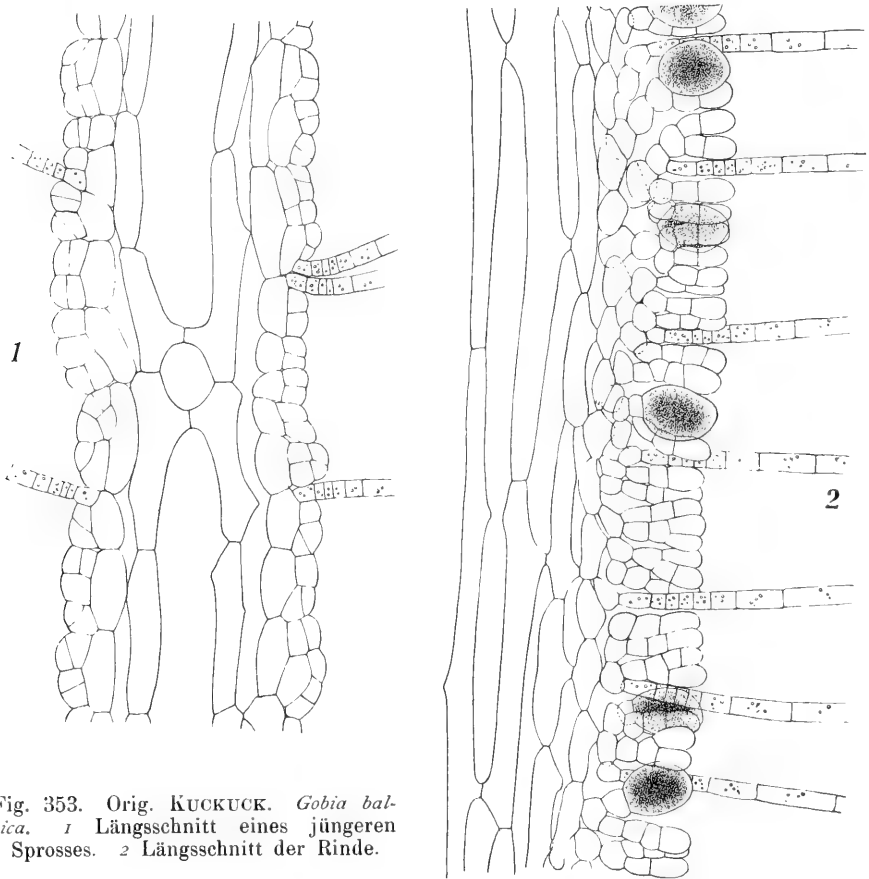 1
2
Fig. 353. Orig. KUCKUCK. Gobia bal-
ica. 1 Längsschnitt eines jüngeren
Sprosses. 2 Längsschnitt der Rinde.